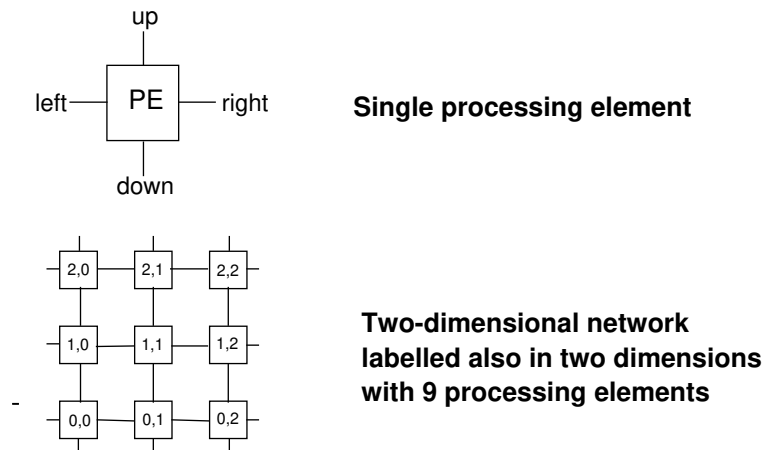 up
left PE right
Single processing element
down
2,0 2,1 2,2
1,0 1,1 1,2
Two-dimensional network
labelled also in two dimensions
with 9 processing elements
0,0 0,1 0,2